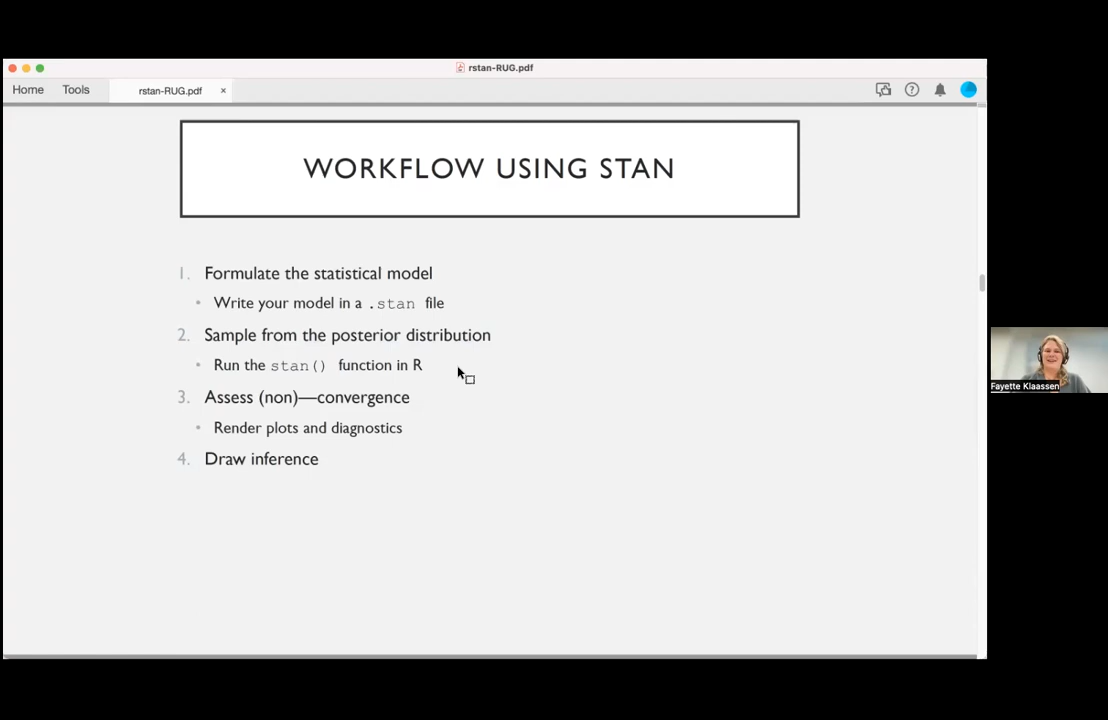 rstan-RUG.pdf
Home Tools rstan-RUG.pdf ×
WORKFLOW USING STAN
1. Formulate the statistical model
• Write your model in a .stan file
2. Sample from the posterior distribution
• Run the stan() function in R
3. Assess (non)—convergence
• Render plots and diagnostics
4. Draw inference
Fayette Klaassen